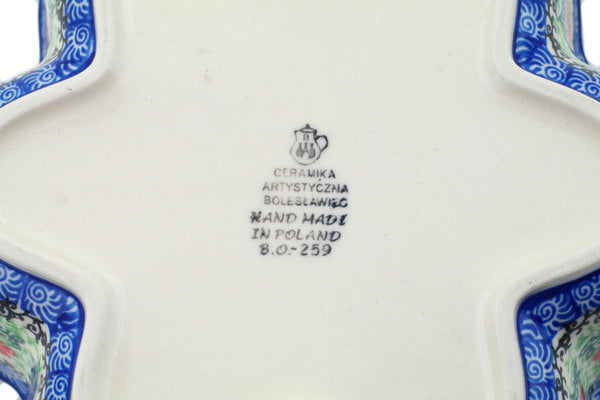 B
CERAMIKA
ARTYSTYCZNA
BOLESŁAWIEC
HAND MADE
IN POLAND
B.O.-259